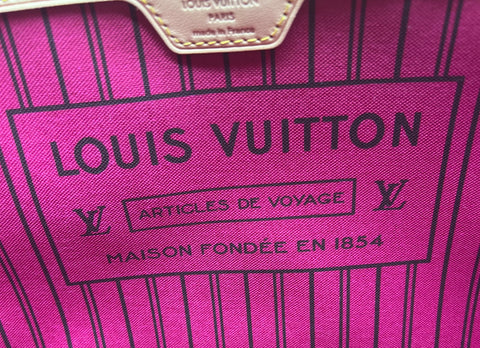 LOUIS VUITTON
PARIS
made in France
LOUIS VUITTON
LV ARTICLES DE VOYAGE LV
MAISON FONDÉE EN 1854